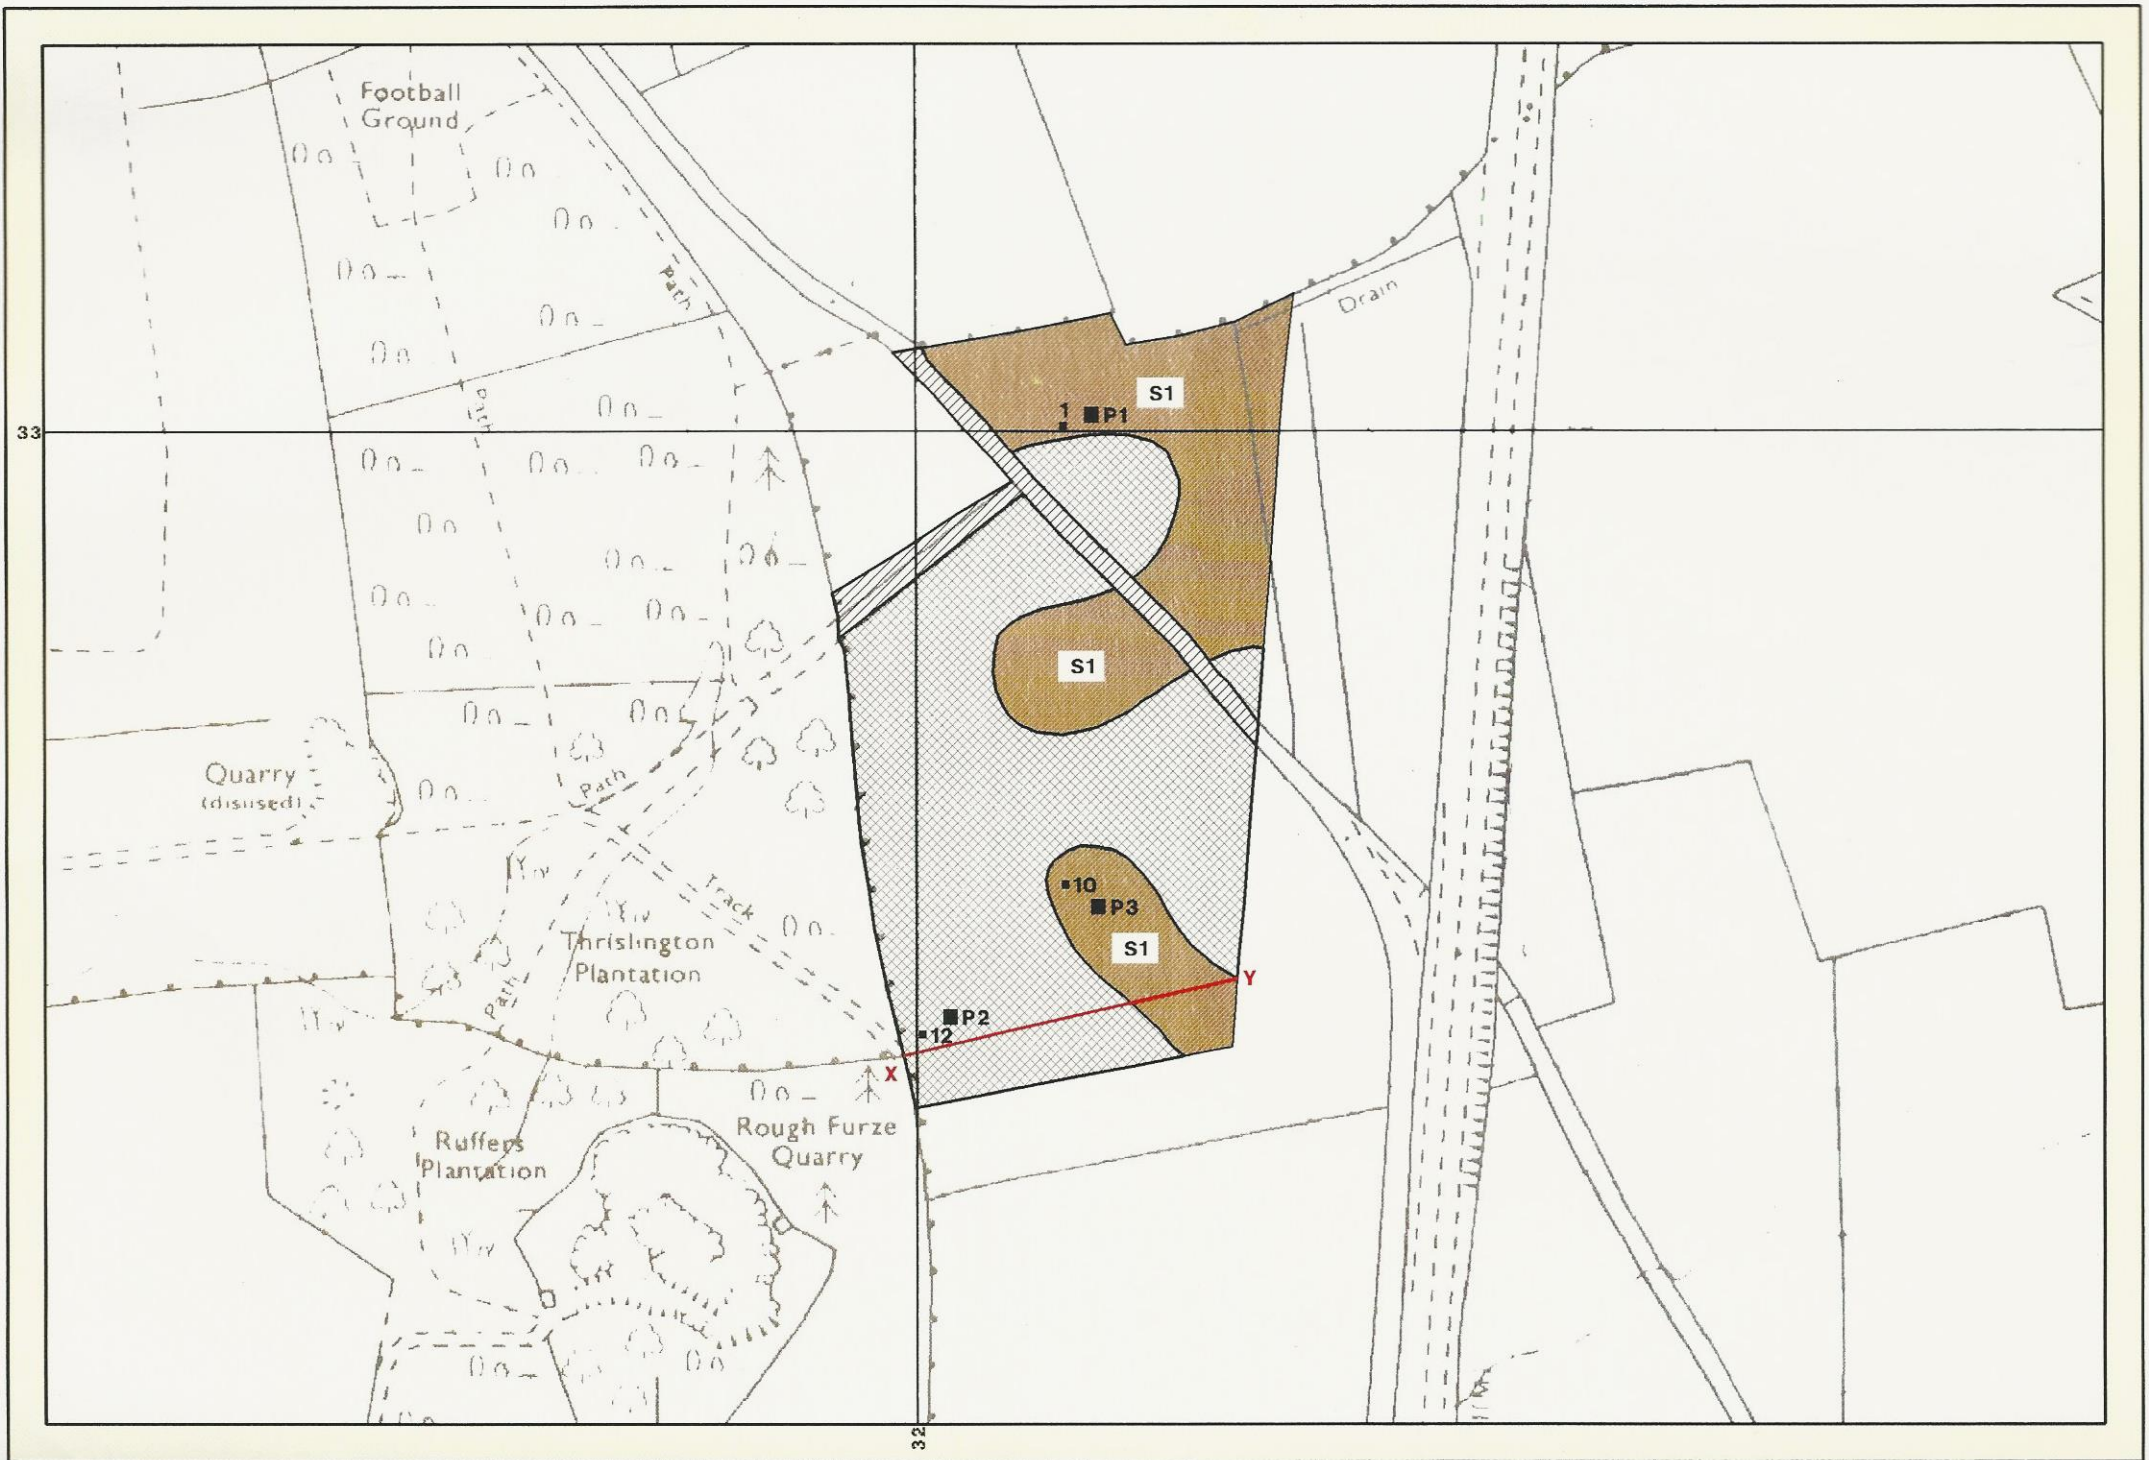 Football
Ground
Path
Drain
S1
1
P1
33
Path
S1
Quarry
(disused)
Path
10
P3
Track
Thrislington
Plantation
S1
Path
Y
P2
12
X
Rough Furze
Quarry
Ruffers
Plantation
32